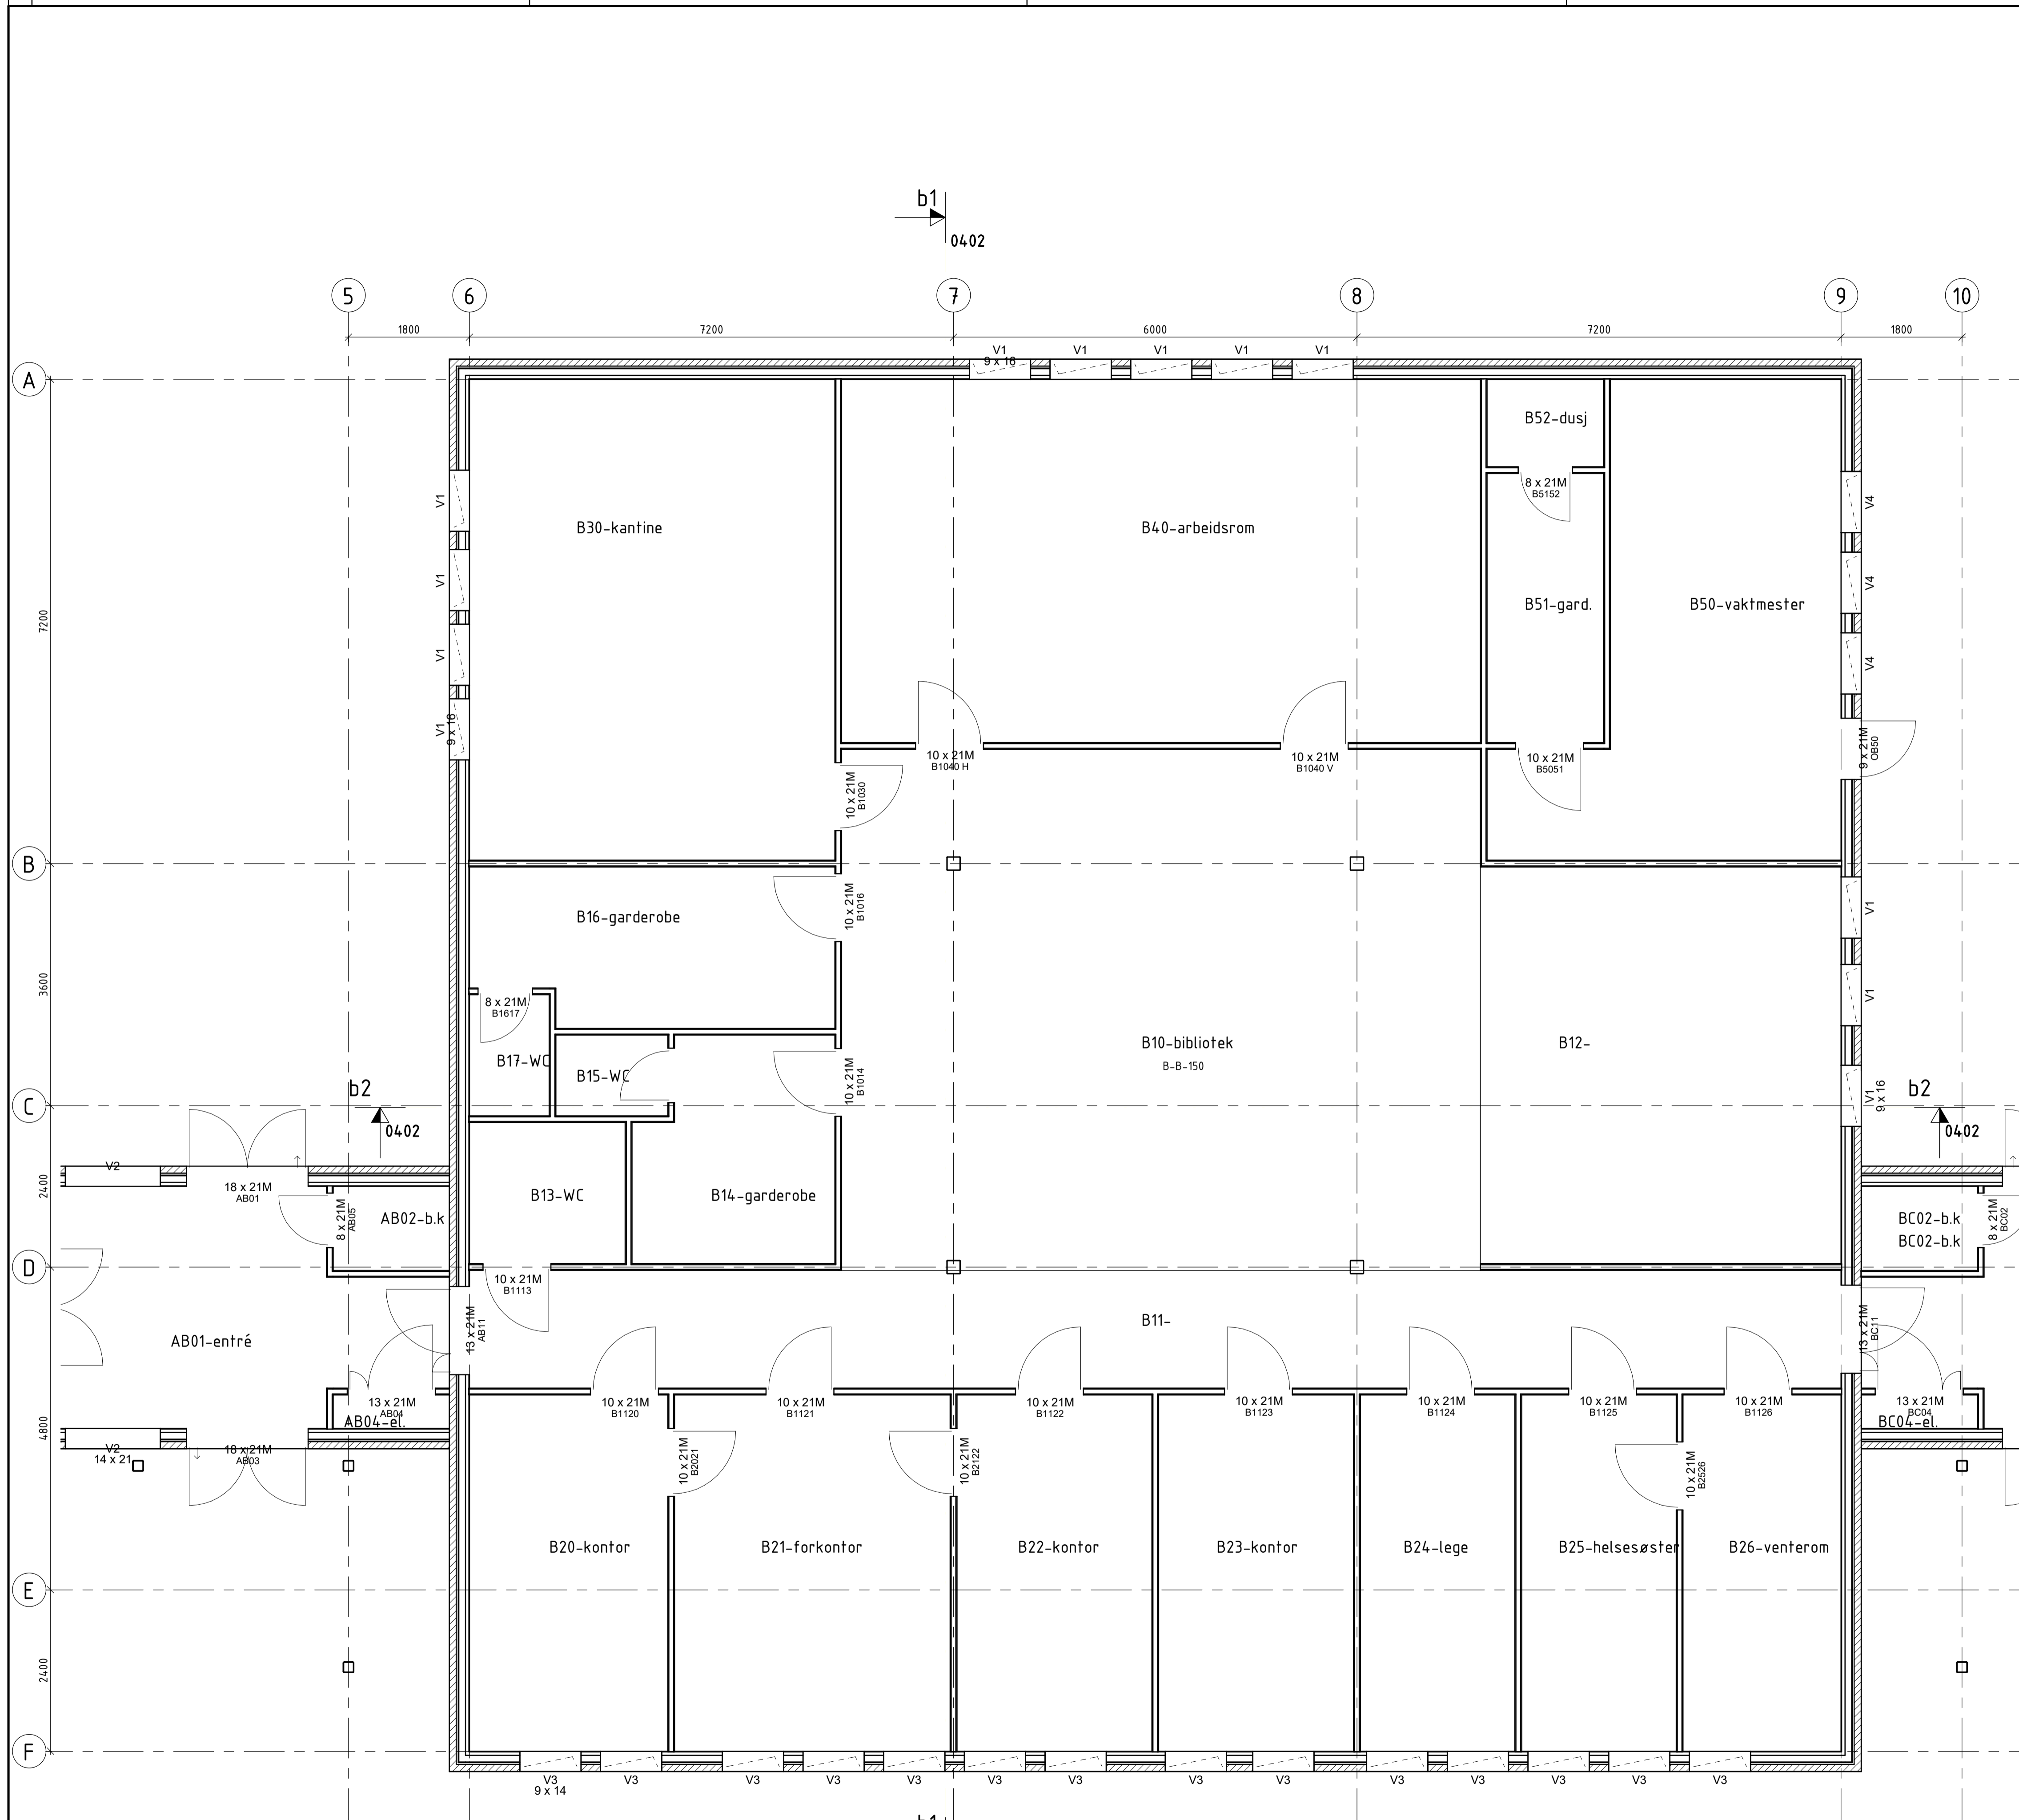 b1
0402
5
6
7
8
9
10
1800
7200
6000
7200
1800
V1
V1
V1
V1
V1
9 x 16
A
B52-dusj
8 x 21M
B5152
V1
V4
B30-kantine
B40-arbeidsrom
V1
V4
B51-gard.
B50-vaktmester
7200
V1
V4
V1
9 x 16
10 x 21M
B1040 H
10 x 21M
B1040 V
10 x 21M
B5051
9 x 21M
OB50
10 x 21M
B1030
B
10 x 21M
B1016
V1
B16-garderobe
3600
V1
8 x 21M
B1617
B10-bibliotek
B-B-150
B12-
B17-WC
B15-WC
10 x 21M
B1014
b2
0402
C
V1
9 x 16
b2
0402
V2
18 x 21M
AB01
2400
B13-WC
B14-garderobe
8 x 21M
AB05
AB02-b.k
BC02-b.k
BC02-b.k
8 x 21M
BC02
D
10 x 21M
B1113
AB01-entré
13 x 21M
AB11
B11-
13 x 21M
BC11
13 x 21M
AB04
AB04-el.
10 x 21M
B1120
10 x 21M
B1121
10 x 21M
B1122
10 x 21M
B1123
10 x 21M
B1124
10 x 21M
B1125
10 x 21M
B1126
13 x 21M
BC04
BC04-el.
4800
V2
14 x 21
18 x 21M
AB03
10 x 21M
B2021
10 x 21M
B2122
10 x 21M
B2526
B20-kontor
B21-forkontor
B22-kontor
B23-kontor
B24-lege
B25-helsesøster
B26-venterom
E
2400
F
V3
V3
V3
V3
V3
V3
V3
V3
V3
V3
V3
V3
V3
V3
9 x 14
b1